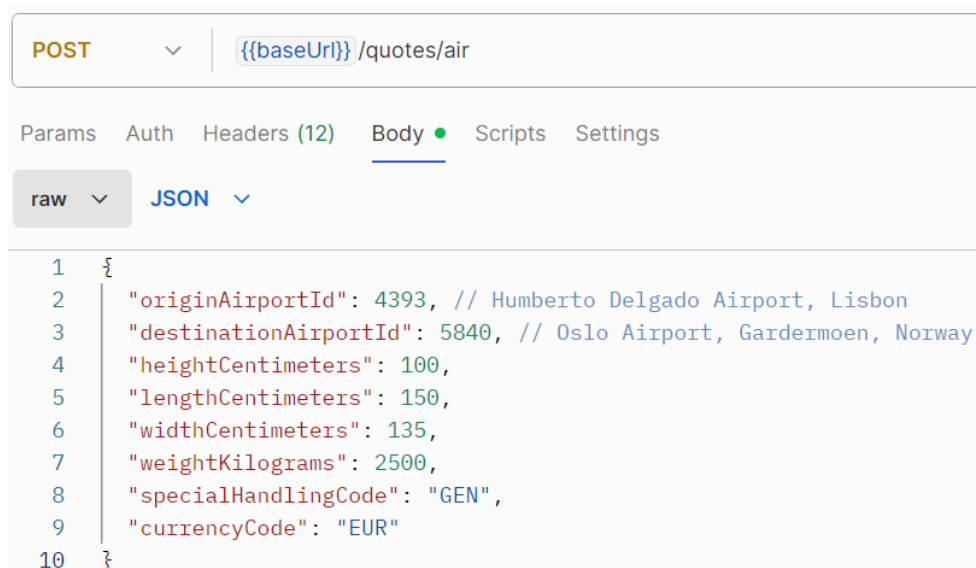 POST {{baseUrl}}/quotes/air
Params Auth Headers (12) Body Scripts Settings
raw JSON
1 {
2 "originAirportId": 4393, // Humberto Delgado Airport, Lisbon
3 "destinationAirportId": 5840, // Oslo Airport, Gardermoen, Norway
4 "heightCentimeters": 100,
5 "lengthCentimeters": 150,
6 "widthCentimeters": 135,
7 "weightKilograms": 2500,
8 "specialHandlingCode": "GEN",
9 "currencyCode": "EUR"
10 }